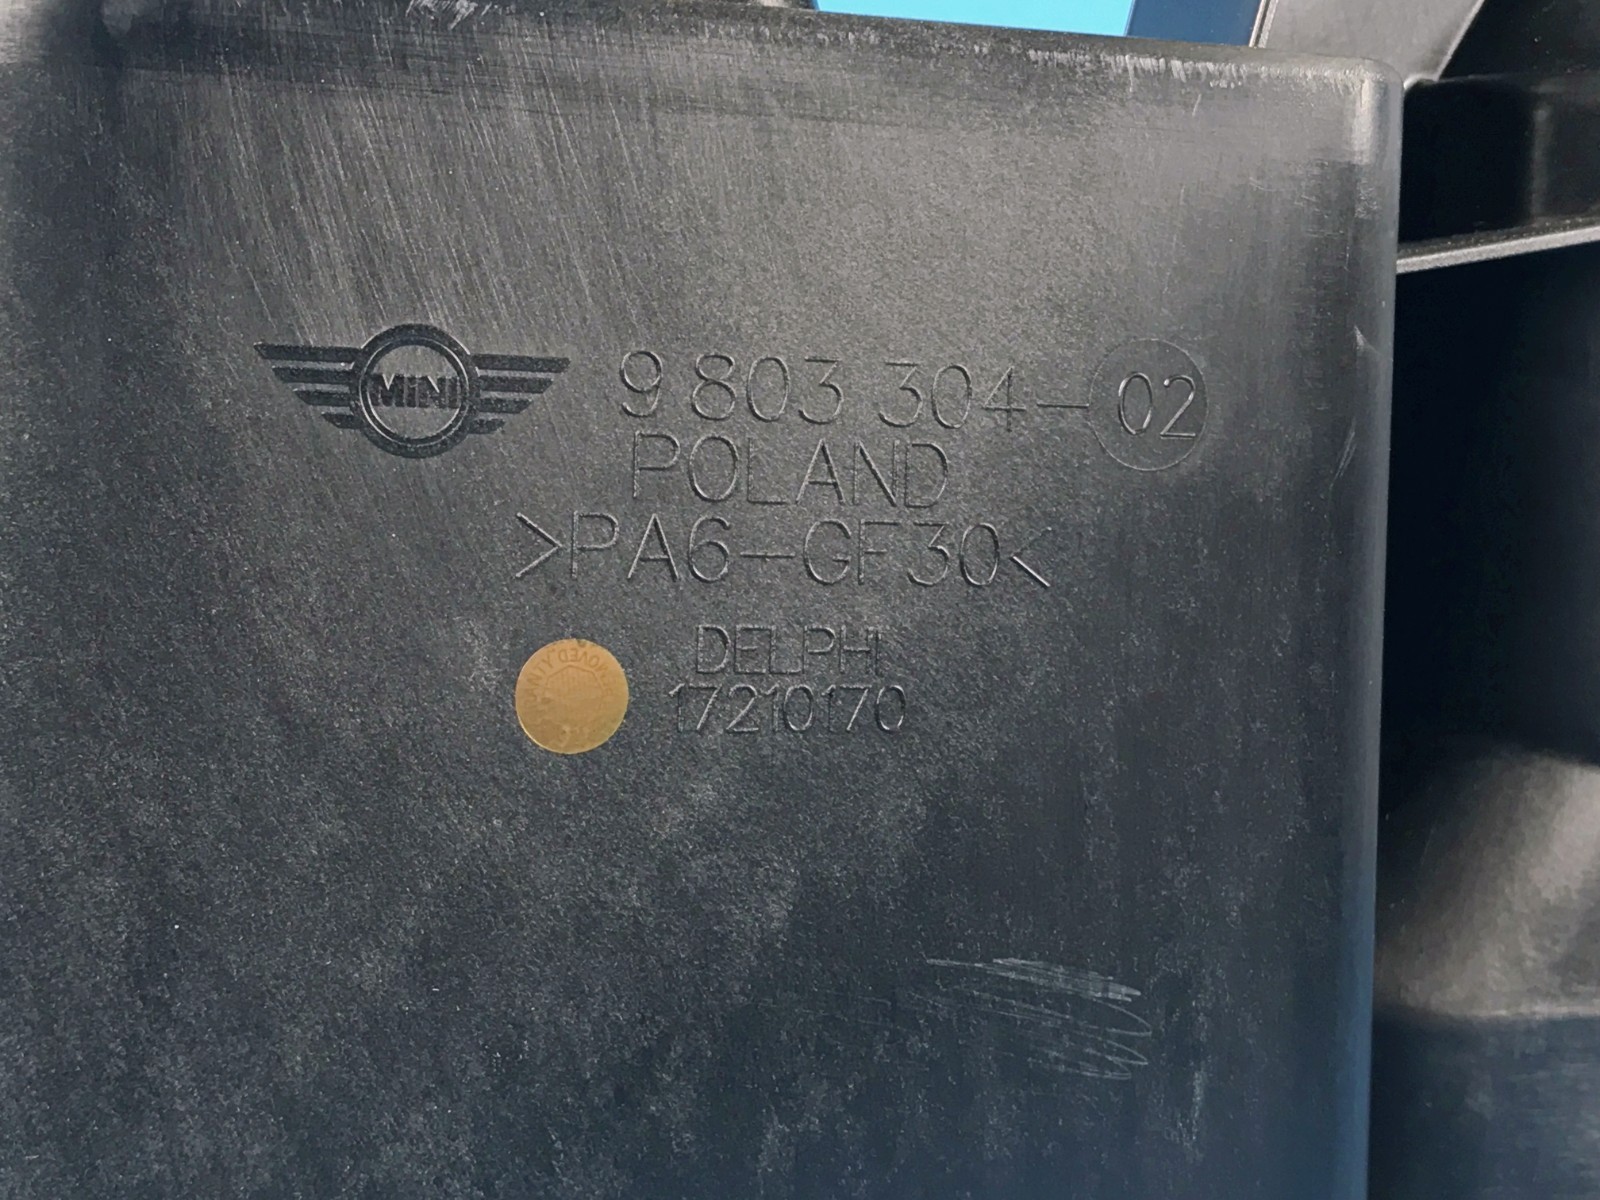 MINI
9 803 304-02
POLAND
>PA6-GF30<
DELPHI
17210170